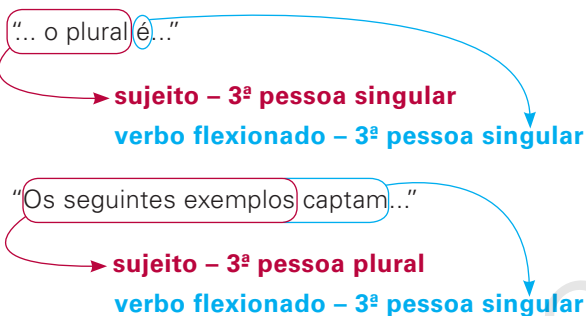 “... o plural é...”
sujeito – 3ª pessoa singular
verbo flexionado – 3ª pessoa singular
“Os seguintes exemplos captam...”
sujeito – 3ª pessoa plural
verbo flexionado – 3ª pessoa singular